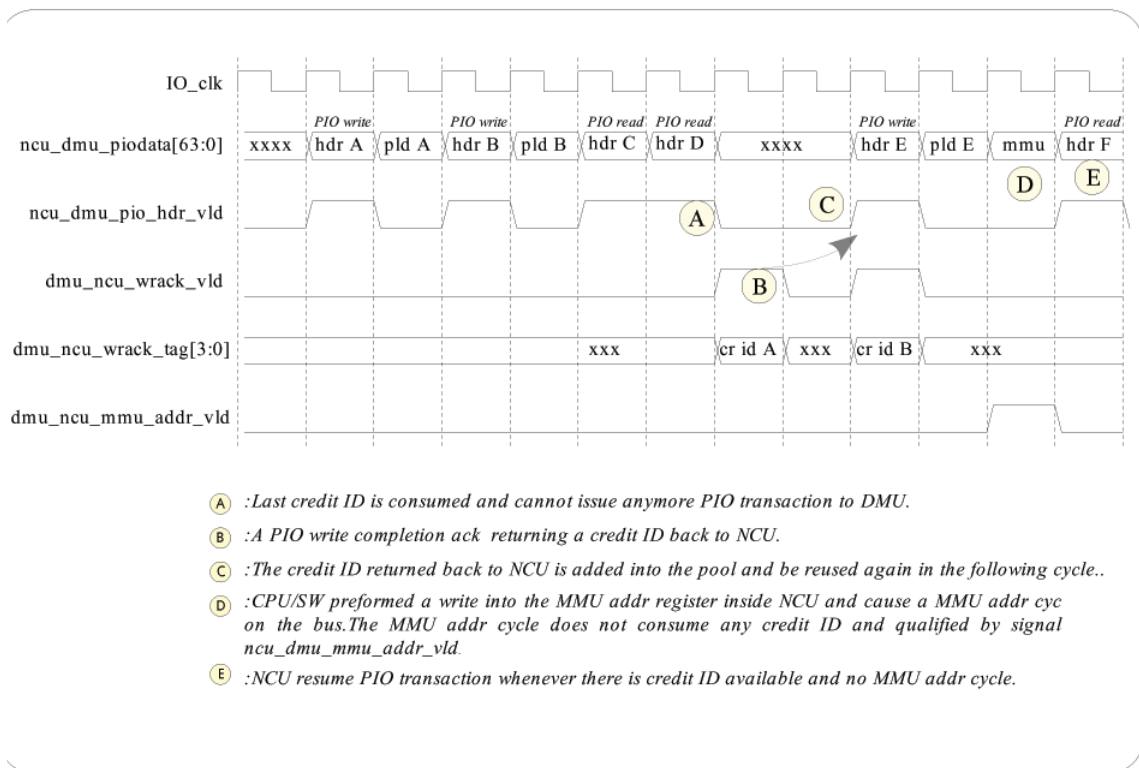 IO_clk
PIO write PIO write PIO read PIO read PIO write PIO read
ncu_dmu_piodata[63:0] xxxx hdr A pld A hdr B pld B hdr C hdr D xxxx hdr E pld E mmu hdr F
D E
ncu_dmu_pio_hdr_vld A C
dmu_ncu_wrack_vld B
dmu_ncu_wrack_tag[3:0] xxx cr id A xxx cr id B xxx
dmu_ncu_mmu_addr_vld
A :Last credit ID is consumed and cannot issue anymore PIO transaction to DMU.
B :A PIO write completion ack returning a credit ID back to NCU.
C :The credit ID returned back to NCU is added into the pool and be reused again in the following cycle..
D :CPU/SW preformed a write into the MMU addr register inside NCU and cause a MMU addr cyc
on the bus.The MMU addr cycle does not consume any credit ID and qualified by signal
ncu_dmu_mmu_addr_vld.
E :NCU resume PIO transaction whenever there is credit ID available and no MMU addr cycle.